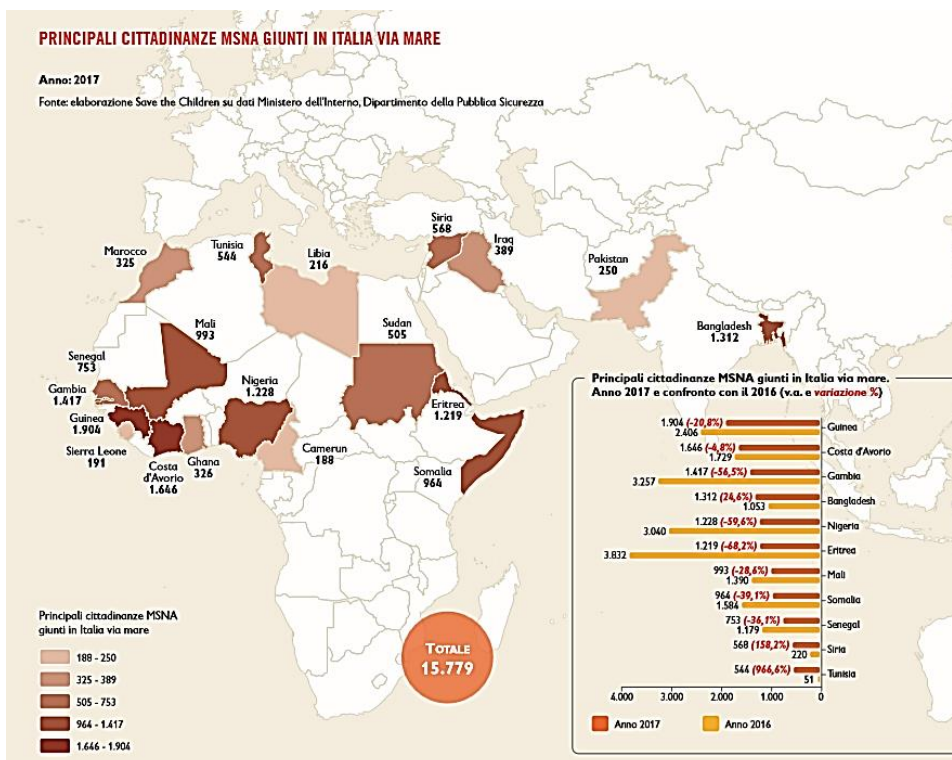 PRINCIPALI CITTADINANZE MSNA GIUNTI IN ITALIA VIA MARE
Anno: 2017
Fonte: elaborazione Save the Children su dati Ministero dell'Interno, Dipartimento della Pubblica Sicurezza
Marocco
325
Tunisia
544
Libia
216
Siria
568
Iraq
389
Pakistan
250
Bangladesh
1.312
Mali
993
Sudan
505
Senegal
753
Gambia
1.417
Guinea
1.904
Sierra Leone
191
Costa
d'Avorio
1.646
Ghana
326
Nigeria
1.228
Camerun
188
Eritrea
1.219
Somalia
964
Principali cittadinanze MSNA
giunti in Italia via mare
188 - 250
325 - 389
505 - 753
964 - 1.417
1.646 - 1.904
TOTALE
15.779
Principali cittadinanze MSNA giunti in Italia via mare.
Anno 2017 e confronto con il 2016 (v.a. e variazione %)
1.904 (-20,8%)
2.406
Guinea
1.646 (-4,8%)
1.729
Costa d'Avorio
1.417 (-56,5%)
3.257
Gambia
1.312 (24,6%)
1.053
Bangladesh
1.228 (-59,6%)
3.040
Nigeria
1.219 (-68,2%)
3.832
Eritrea
993 (-28,6%)
1.390
Mali
964 (-39,1%)
1.584
Somalia
753 (-36,1%)
1.179
Senegal
568 (158,2%)
220
Siria
544 (966,6%)
51
Tunisia
4.000 3.000 2.000 1.000 0
Anno 2017 Anno 2016